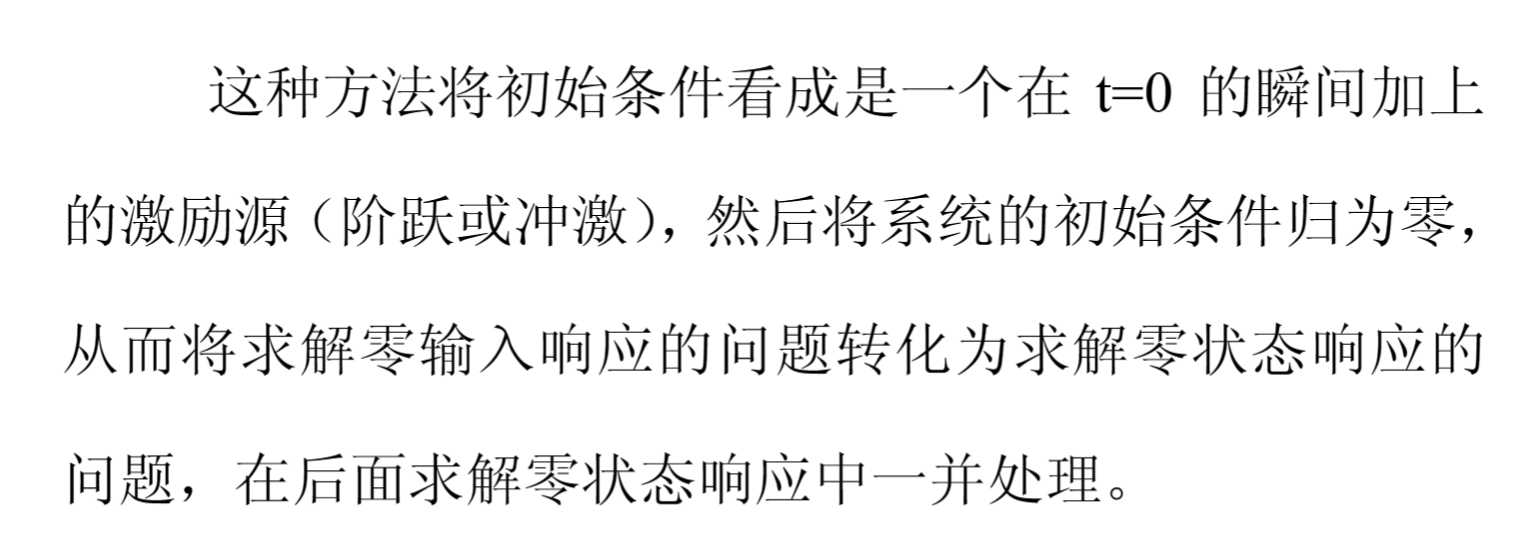 这种方法将初始条件看成是一个在 t=0 的瞬间加上
的激励源（阶跃或冲激），然后将系统的初始条件归为零，
从而将求解零输入响应的问题转化为求解零状态响应的
问题，在后面求解零状态响应中一并处理。